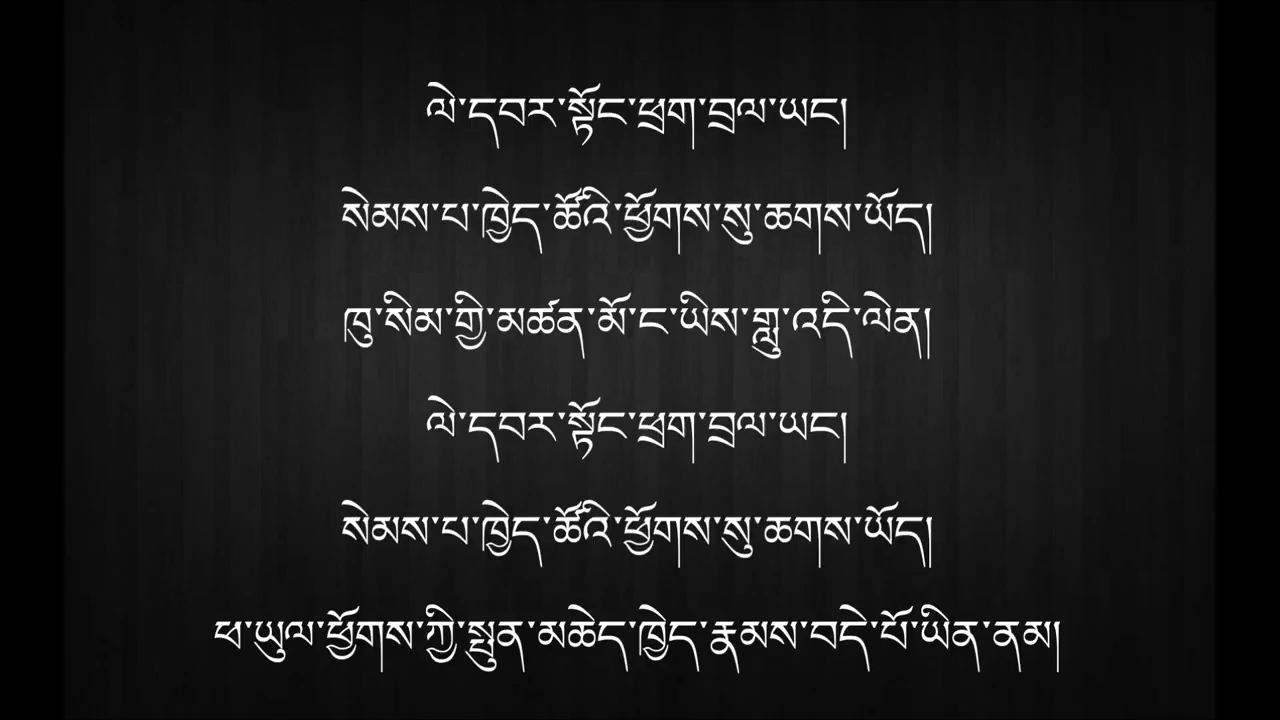 ལེ་དབར་སྟོང་ཕྲག་བྲལ་ཡང།
སེམས་པ་ཁྱེད་ཚོའི་ཕྱོགས་སུ་ཆགས་ཡོད།
ཁུ་སིམ་གྱི་མཚན་མོ་ང་ཡིས་གླུ་འདི་ལེན།
ལེ་དབར་སྟོང་ཕྲག་བྲལ་ཡང།
སེམས་པ་ཁྱེད་ཚོའི་ཕྱོགས་སུ་ཆགས་ཡོད།
ཕ་ཡུལ་ཕྱོགས་ཀྱི་སྤུན་མཆེད་ཁྱེད་རྣམས་བདེ་པོ་ཡིན་ནམ།